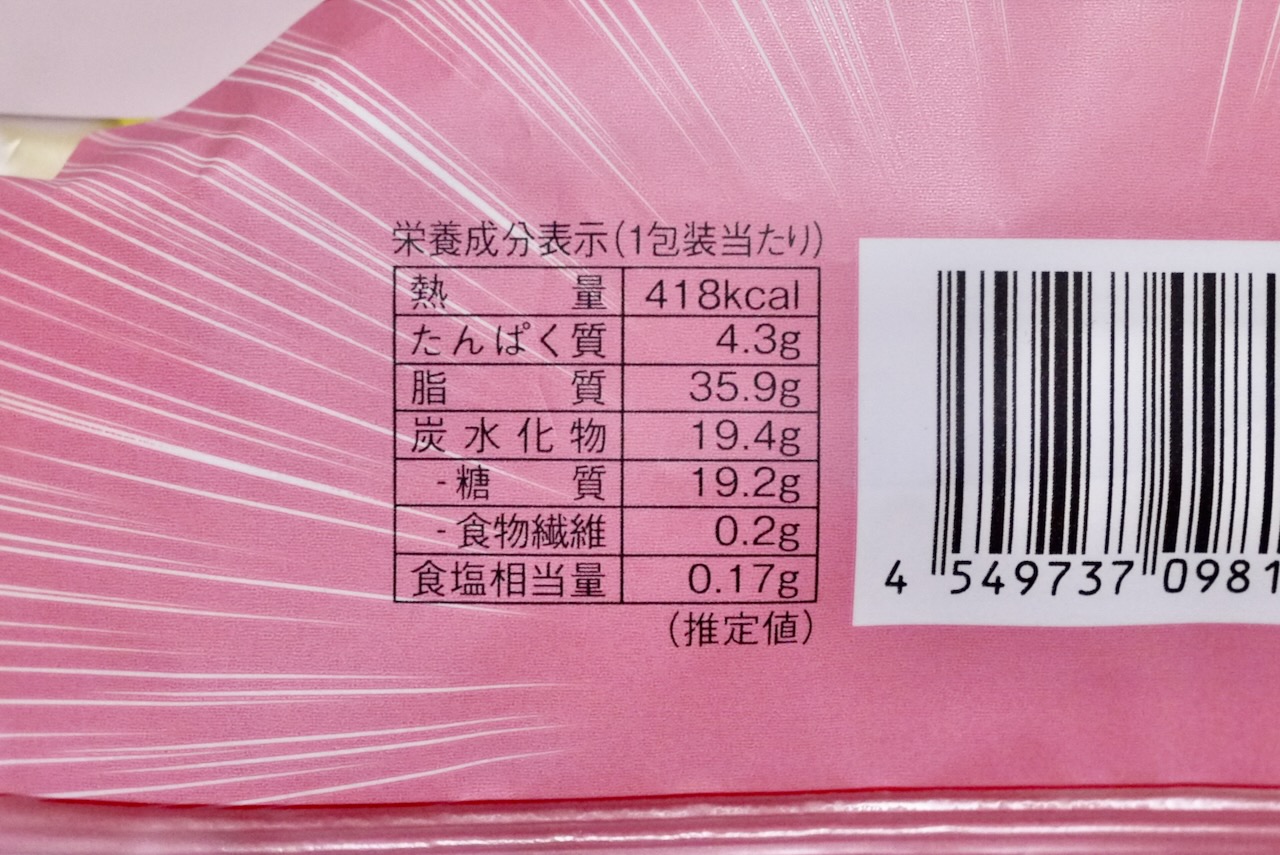 栄養成分表示(1包装当たり)
熱量 418kcal
たんぱく質 4.3g
脂質 35.9g
炭水化物 19.4g
-糖質 19.2g
-食物繊維 0.2g
食塩相当量 0.17g
(推定値)
4 549737 0981